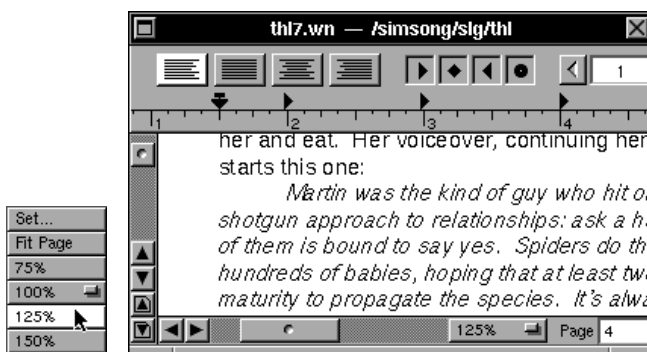 thl7.wn — /simsong/slg/thl
1
1 2 3 4
her and eat. Her voiceover, continuing her
starts this one:
Martin was the kind of guy who hit o
shotgun approach to relationships: ask a h
of them is bound to say yes. Spiders do th
hundreds of babies, hoping that at least tw
maturity to propagate the species. It's alwa
125% Page 4
Set...
Fit Page
75%
100%
125%
150%